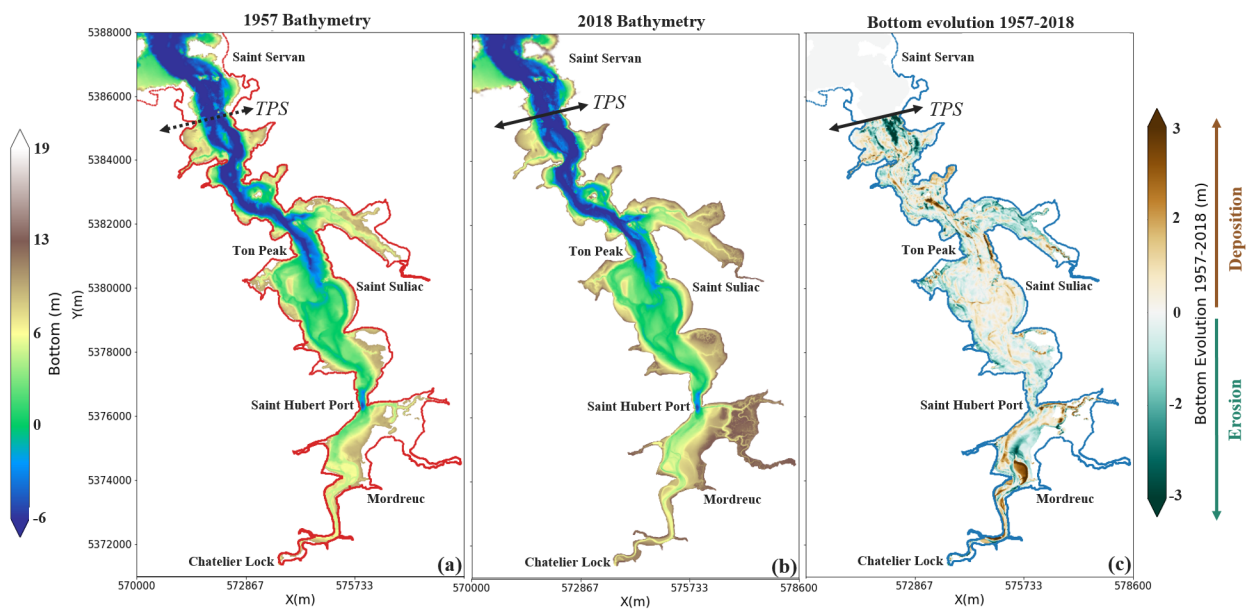 1957 Bathymetry
2018 Bathymetry
Bottom evolution 1957-2018
5388000
5386000
5384000
5382000
5380000
5378000
5376000
5374000
5372000
Y(m)
19
13
6
0
-6
Bottom (m)
Saint Servan
TPS
Ton Peak
Saint Suliac
Saint Hubert Port
Mordreuc
Chatelier Lock
(a)
570000
572867
575733
X(m)
Saint Servan
TPS
Ton Peak
Saint Suliac
Saint Hubert Port
Mordreuc
Chatelier Lock
(b)
570000
572867
575733
578600
X(m)
Saint Servan
TPS
Ton Peak
Saint Suliac
Saint Hubert Port
Mordreuc
Chatelier Lock
(c)
572867
575733
578600
X(m)
3
2
0
-2
-3
Bottom Evolution 1957-2018 (m)
Deposition
Erosion